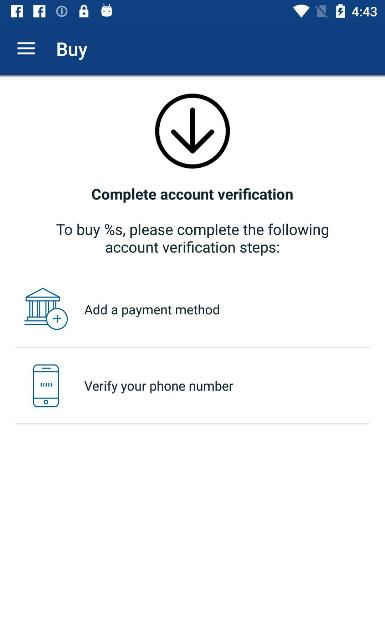 4:43
Buy
Complete account verification
To buy %s, please complete the following
account verification steps:
Add a payment method
Verify your phone number